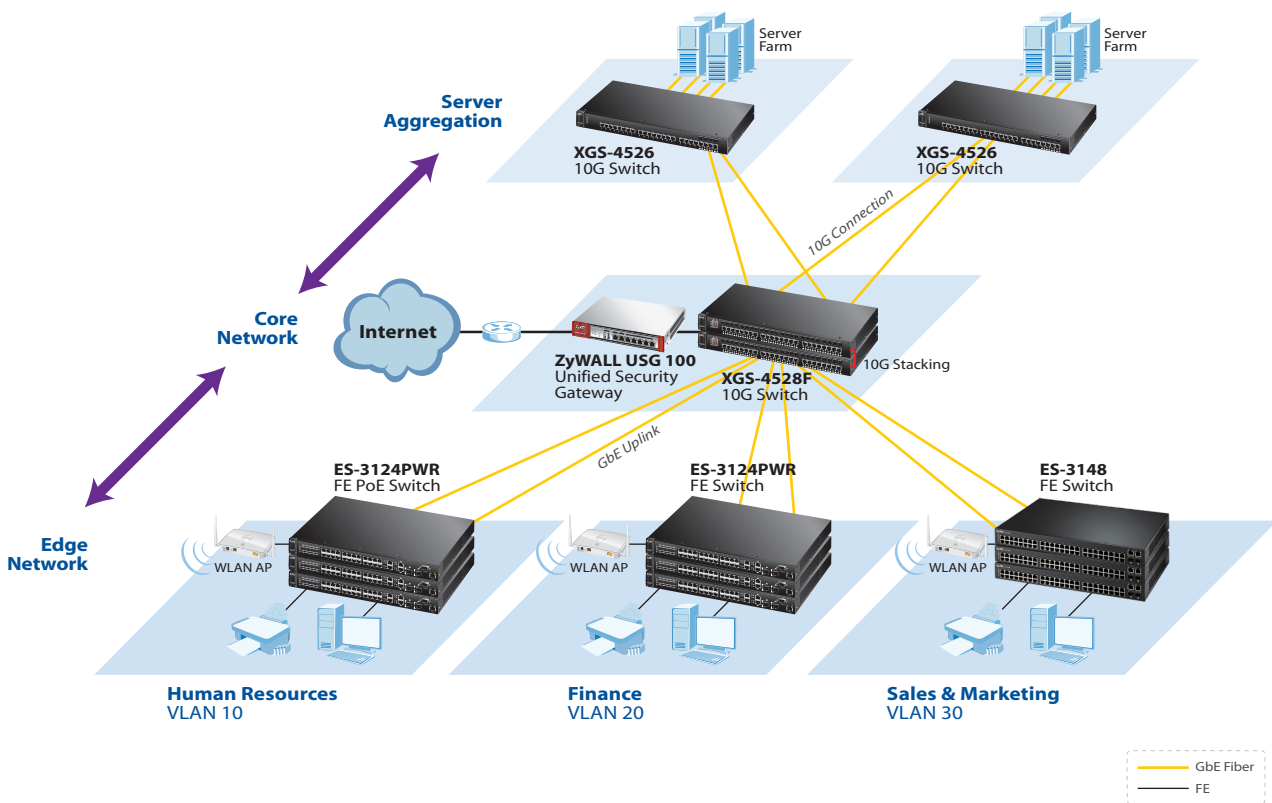 Server
Farm
Server
Farm
Server
Aggregation
XGS-4526
10G Switch
XGS-4526
10G Switch
10G Connection
Core
Network
Internet
ZyWALL USG 100
Unified Security
Gateway
XGS-4528F
10G Switch
10G Stacking
GbE Uplink
ES-3124PWR
FE PoE Switch
ES-3124PWR
FE Switch
ES-3148
FE Switch
Edge
Network
WLAN AP
WLAN AP
WLAN AP
Human Resources
VLAN 10
Finance
VLAN 20
Sales & Marketing
VLAN 30
GbE Fiber
FE